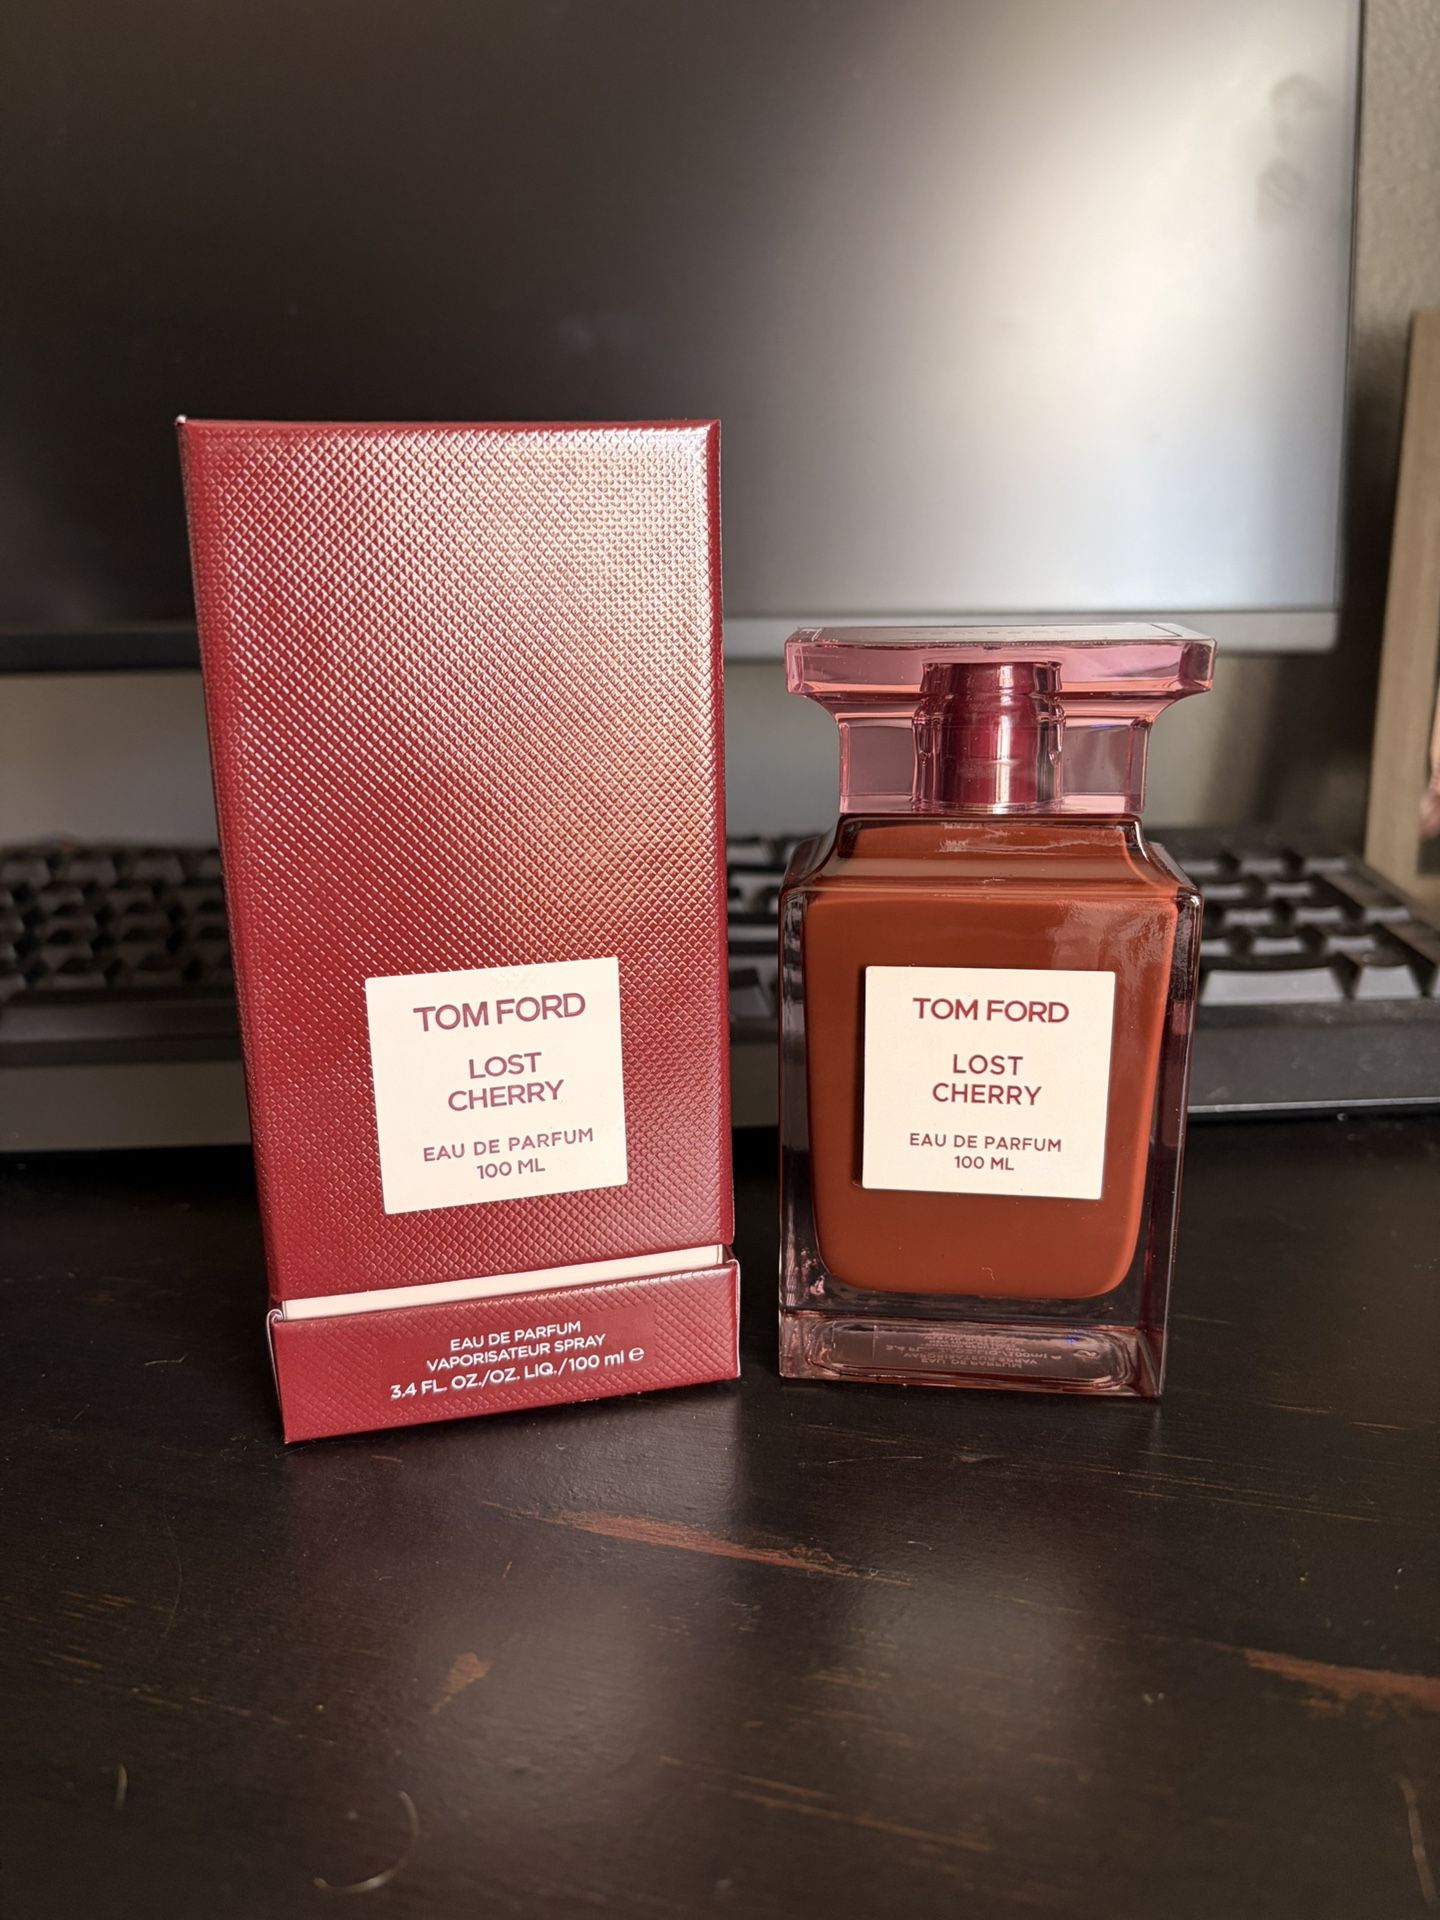 TOM FORD
LOST
CHERRY
EAU DE PARFUM
100 ML
EAU DE PARFUM
VAPORISATEUR SPRAY
3.4 FL. OZ./OZ. LIQ./100 ml ℮
TOM FORD
LOST
CHERRY
EAU DE PARFUM
100 ML